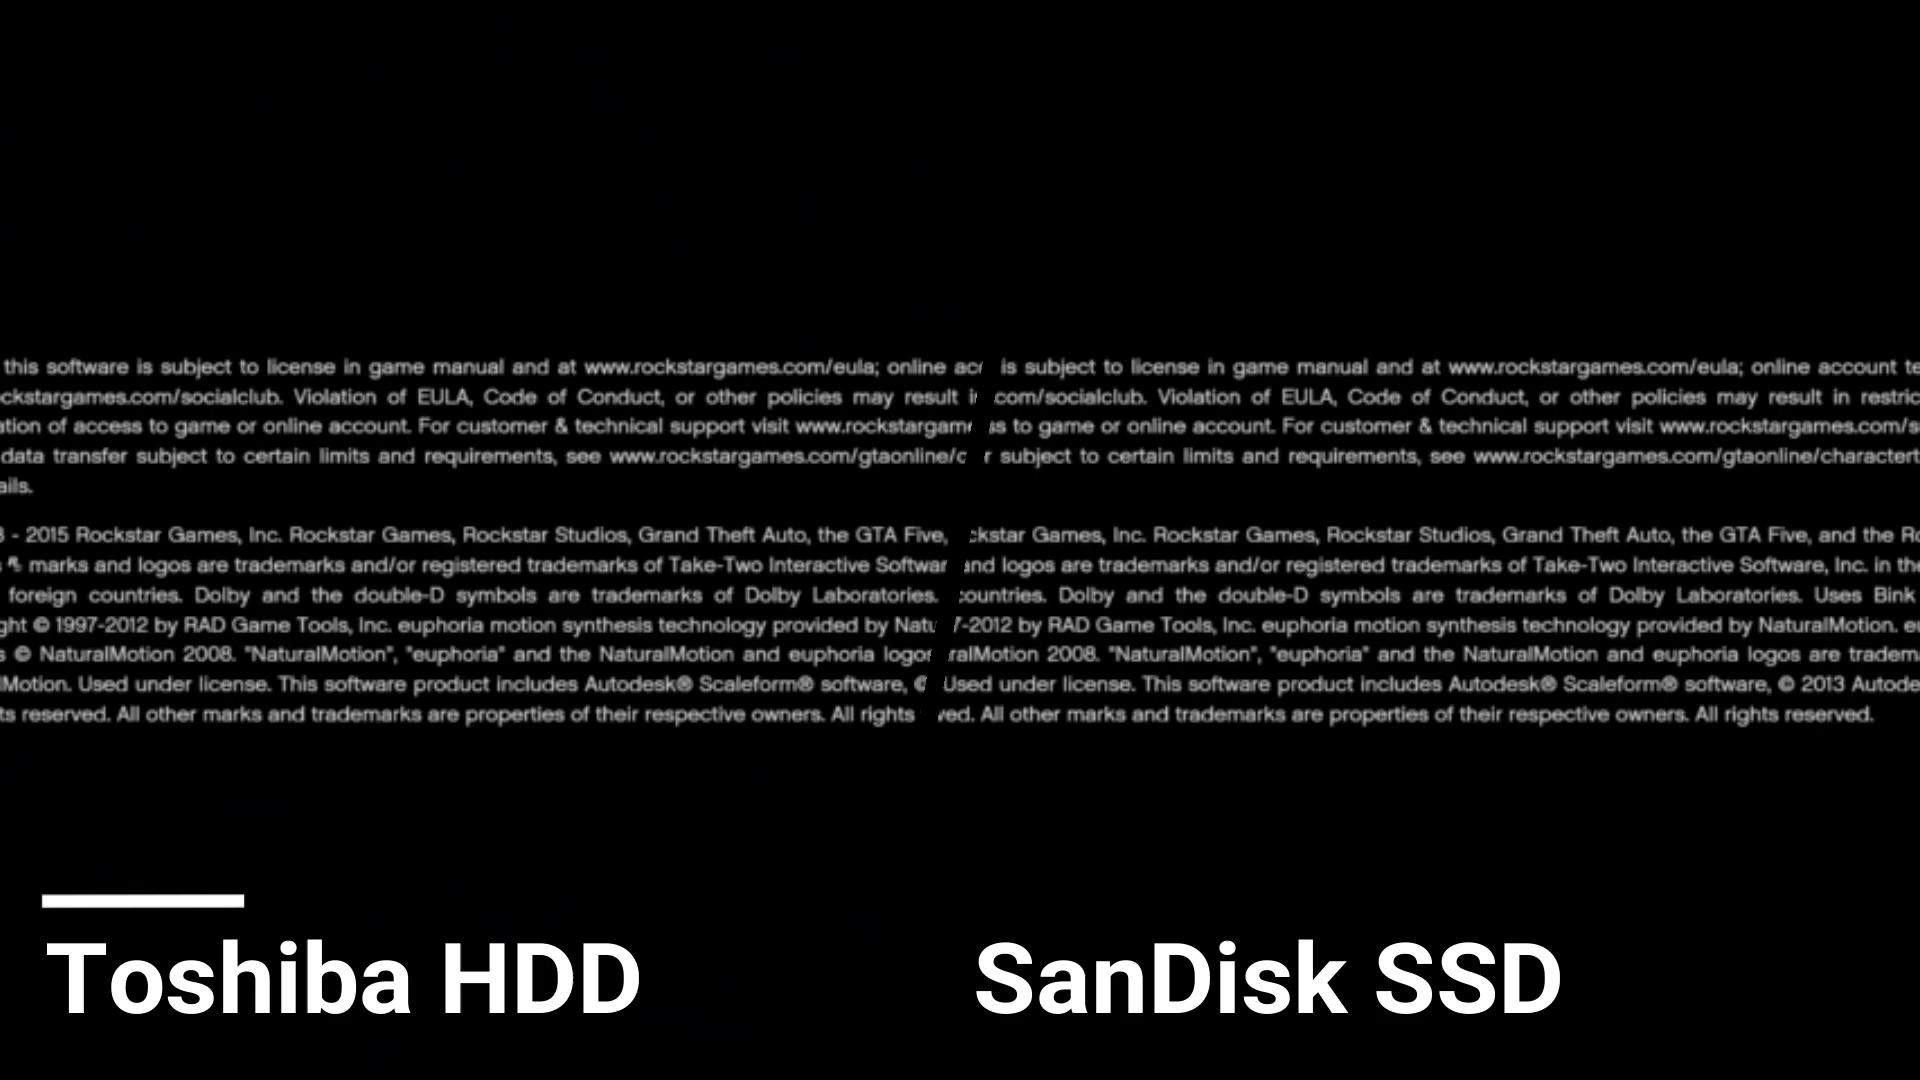 this software is subject to license in game manual and at www.rockstargames.com/eula; online acc
ckstargames.com/socialclub. Violation of EULA, Code of Conduct, or other policies may result i
ation of access to game or online account. For customer & technical support visit www.rockstargame
data transfer subject to certain limits and requirements, see www.rockstargames.com/gtaonline/c
ails.
3 - 2015 Rockstar Games, Inc. Rockstar Games, Rockstar Studios, Grand Theft Auto, the GTA Five,
marks and logos are trademarks and/or registered trademarks of Take-Two Interactive Softwar
foreign countries. Dolby and the double-D symbols are trademarks of Dolby Laboratories.
ght © 1997-2012 by RAD Game Tools, Inc. euphoria motion synthesis technology provided by Natu
s © NaturalMotion 2008. "NaturalMotion", "euphoria" and the NaturalMotion and euphoria logos
lMotion. Used under license. This software product includes Autodesk® Scaleform® software, ©
ts reserved. All other marks and trademarks are properties of their respective owners. All rights
is subject to license in game manual and at www.rockstargames.com/eula; online account te
.com/socialclub. Violation of EULA, Code of Conduct, or other policies may result in restric
ss to game or online account. For customer & technical support visit www.rockstargames.com/s
r subject to certain limits and requirements, see www.rockstargames.com/gtaonline/charactert
ckstar Games, Inc. Rockstar Games, Rockstar Studios, Grand Theft Auto, the GTA Five, and the Ro
and logos are trademarks and/or registered trademarks of Take-Two Interactive Software, Inc. in the
countries. Dolby and the double-D symbols are trademarks of Dolby Laboratories. Uses Bink
7-2012 by RAD Game Tools, Inc. euphoria motion synthesis technology provided by NaturalMotion. eu
ralMotion 2008. "NaturalMotion", "euphoria" and the NaturalMotion and euphoria logos are tradem
Used under license. This software product includes Autodesk® Scaleform® software, © 2013 Autode
ved. All other marks and trademarks are properties of their respective owners. All rights reserved.
Toshiba HDD
SanDisk SSD